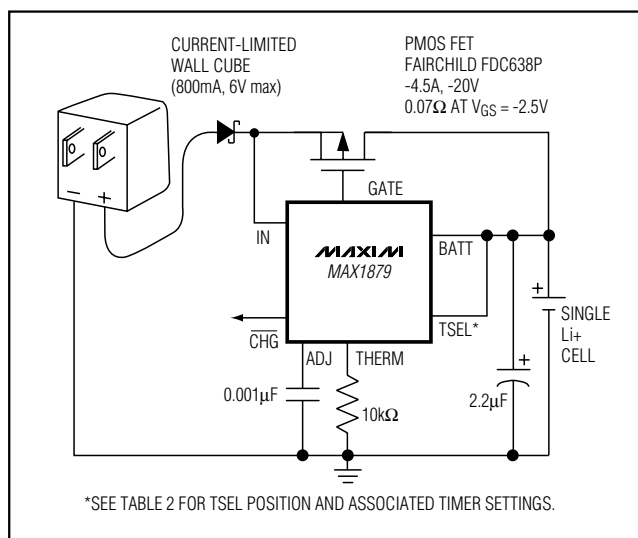 CURRENT-LIMITED
WALL CUBE
(800mA, 6V max)
PMOS FET
FAIRCHILD FDC638P
-4.5A, -20V
0.07Ω AT VGS = -2.5V
GATE
IN
MAXIM
MAX1879
BATT
TSEL*
CHG
ADJ
THERM
0.001µF
10kΩ
2.2µF
+
+
SINGLE
Li+
CELL
−
+
*SEE TABLE 2 FOR TSEL POSITION AND ASSOCIATED TIMER SETTINGS.